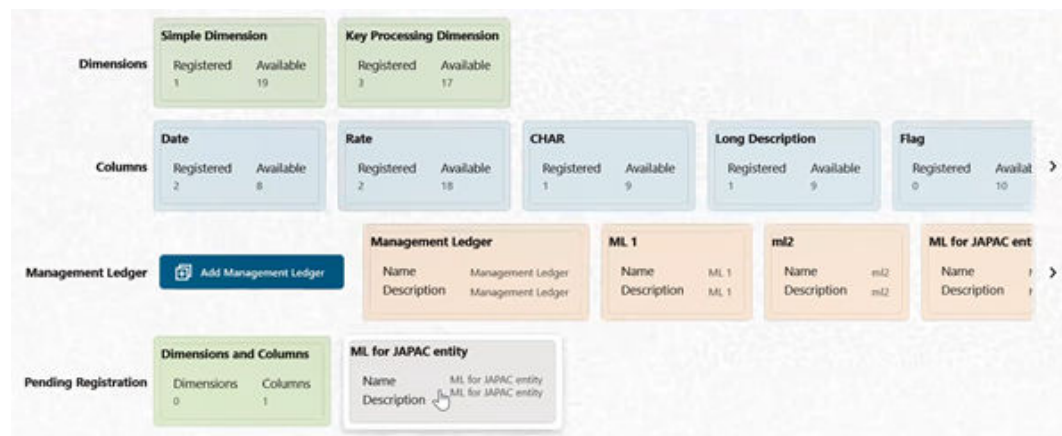 Simple Dimension Key Processing Dimension
Dimensions Registered Available Registered Available
1 19 3 17
Date Rate CHAR Long Description Flag
Columns Registered Available Registered Available Registered Available Registered Available Registered Availab
2 8 2 18 1 9 1 9 0 10
Management Ledger ML 1 ml2 ML for JAPAC ent
Management Ledger Add Management Ledger Name Management Ledger Name ML 1 Name ml2 Name
Description Management Ledger Description ML 1 Description ml2 Description
Dimensions and Columns ML for JAPAC entity
Pending Registration Dimensions Columns Name ML for JAPAC entity
0 1 Description ML for JAPAC entity